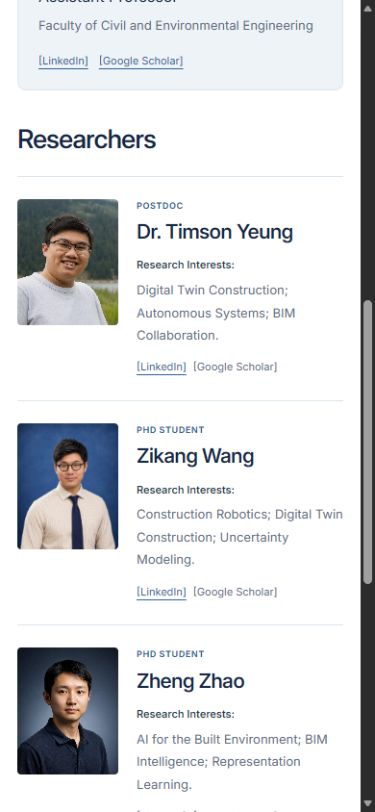 Assistant Professor
Faculty of Civil and Environmental Engineering
[LinkedIn] [Google Scholar]
Researchers
POSTDOC
Dr. Timson Yeung
Research Interests:
Digital Twin Construction;
Autonomous Systems; BIM
Collaboration.
[LinkedIn] [Google Scholar]
PHD STUDENT
Zikang Wang
Research Interests:
Construction Robotics; Digital Twin
Construction; Uncertainty
Modeling.
[LinkedIn] [Google Scholar]
PHD STUDENT
Zheng Zhao
Research Interests:
AI for the Built Environment; BIM
Intelligence; Representation
Learning.